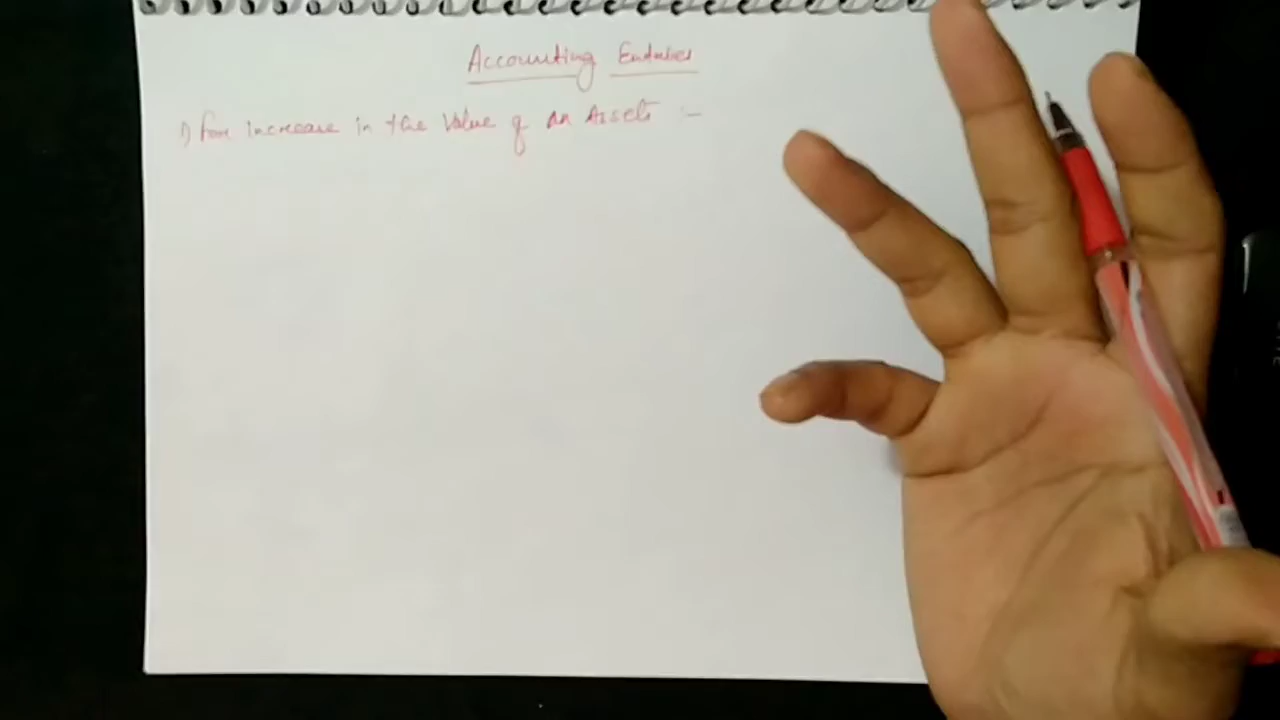 Accounting Entries
1) For increase in the Value of an Assets :-